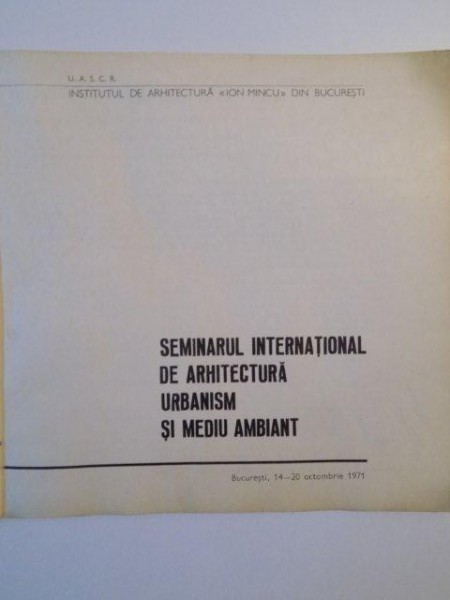 U. A. S. C. R.
INSTITUTUL DE ARHITECTURĂ «ION MINCU» DIN BUCUREȘTI
SEMINARUL INTERNAȚIONAL
DE ARHITECTURĂ
URBANISM
ȘI MEDIU AMBIANT
București, 14—20 octombrie 1971